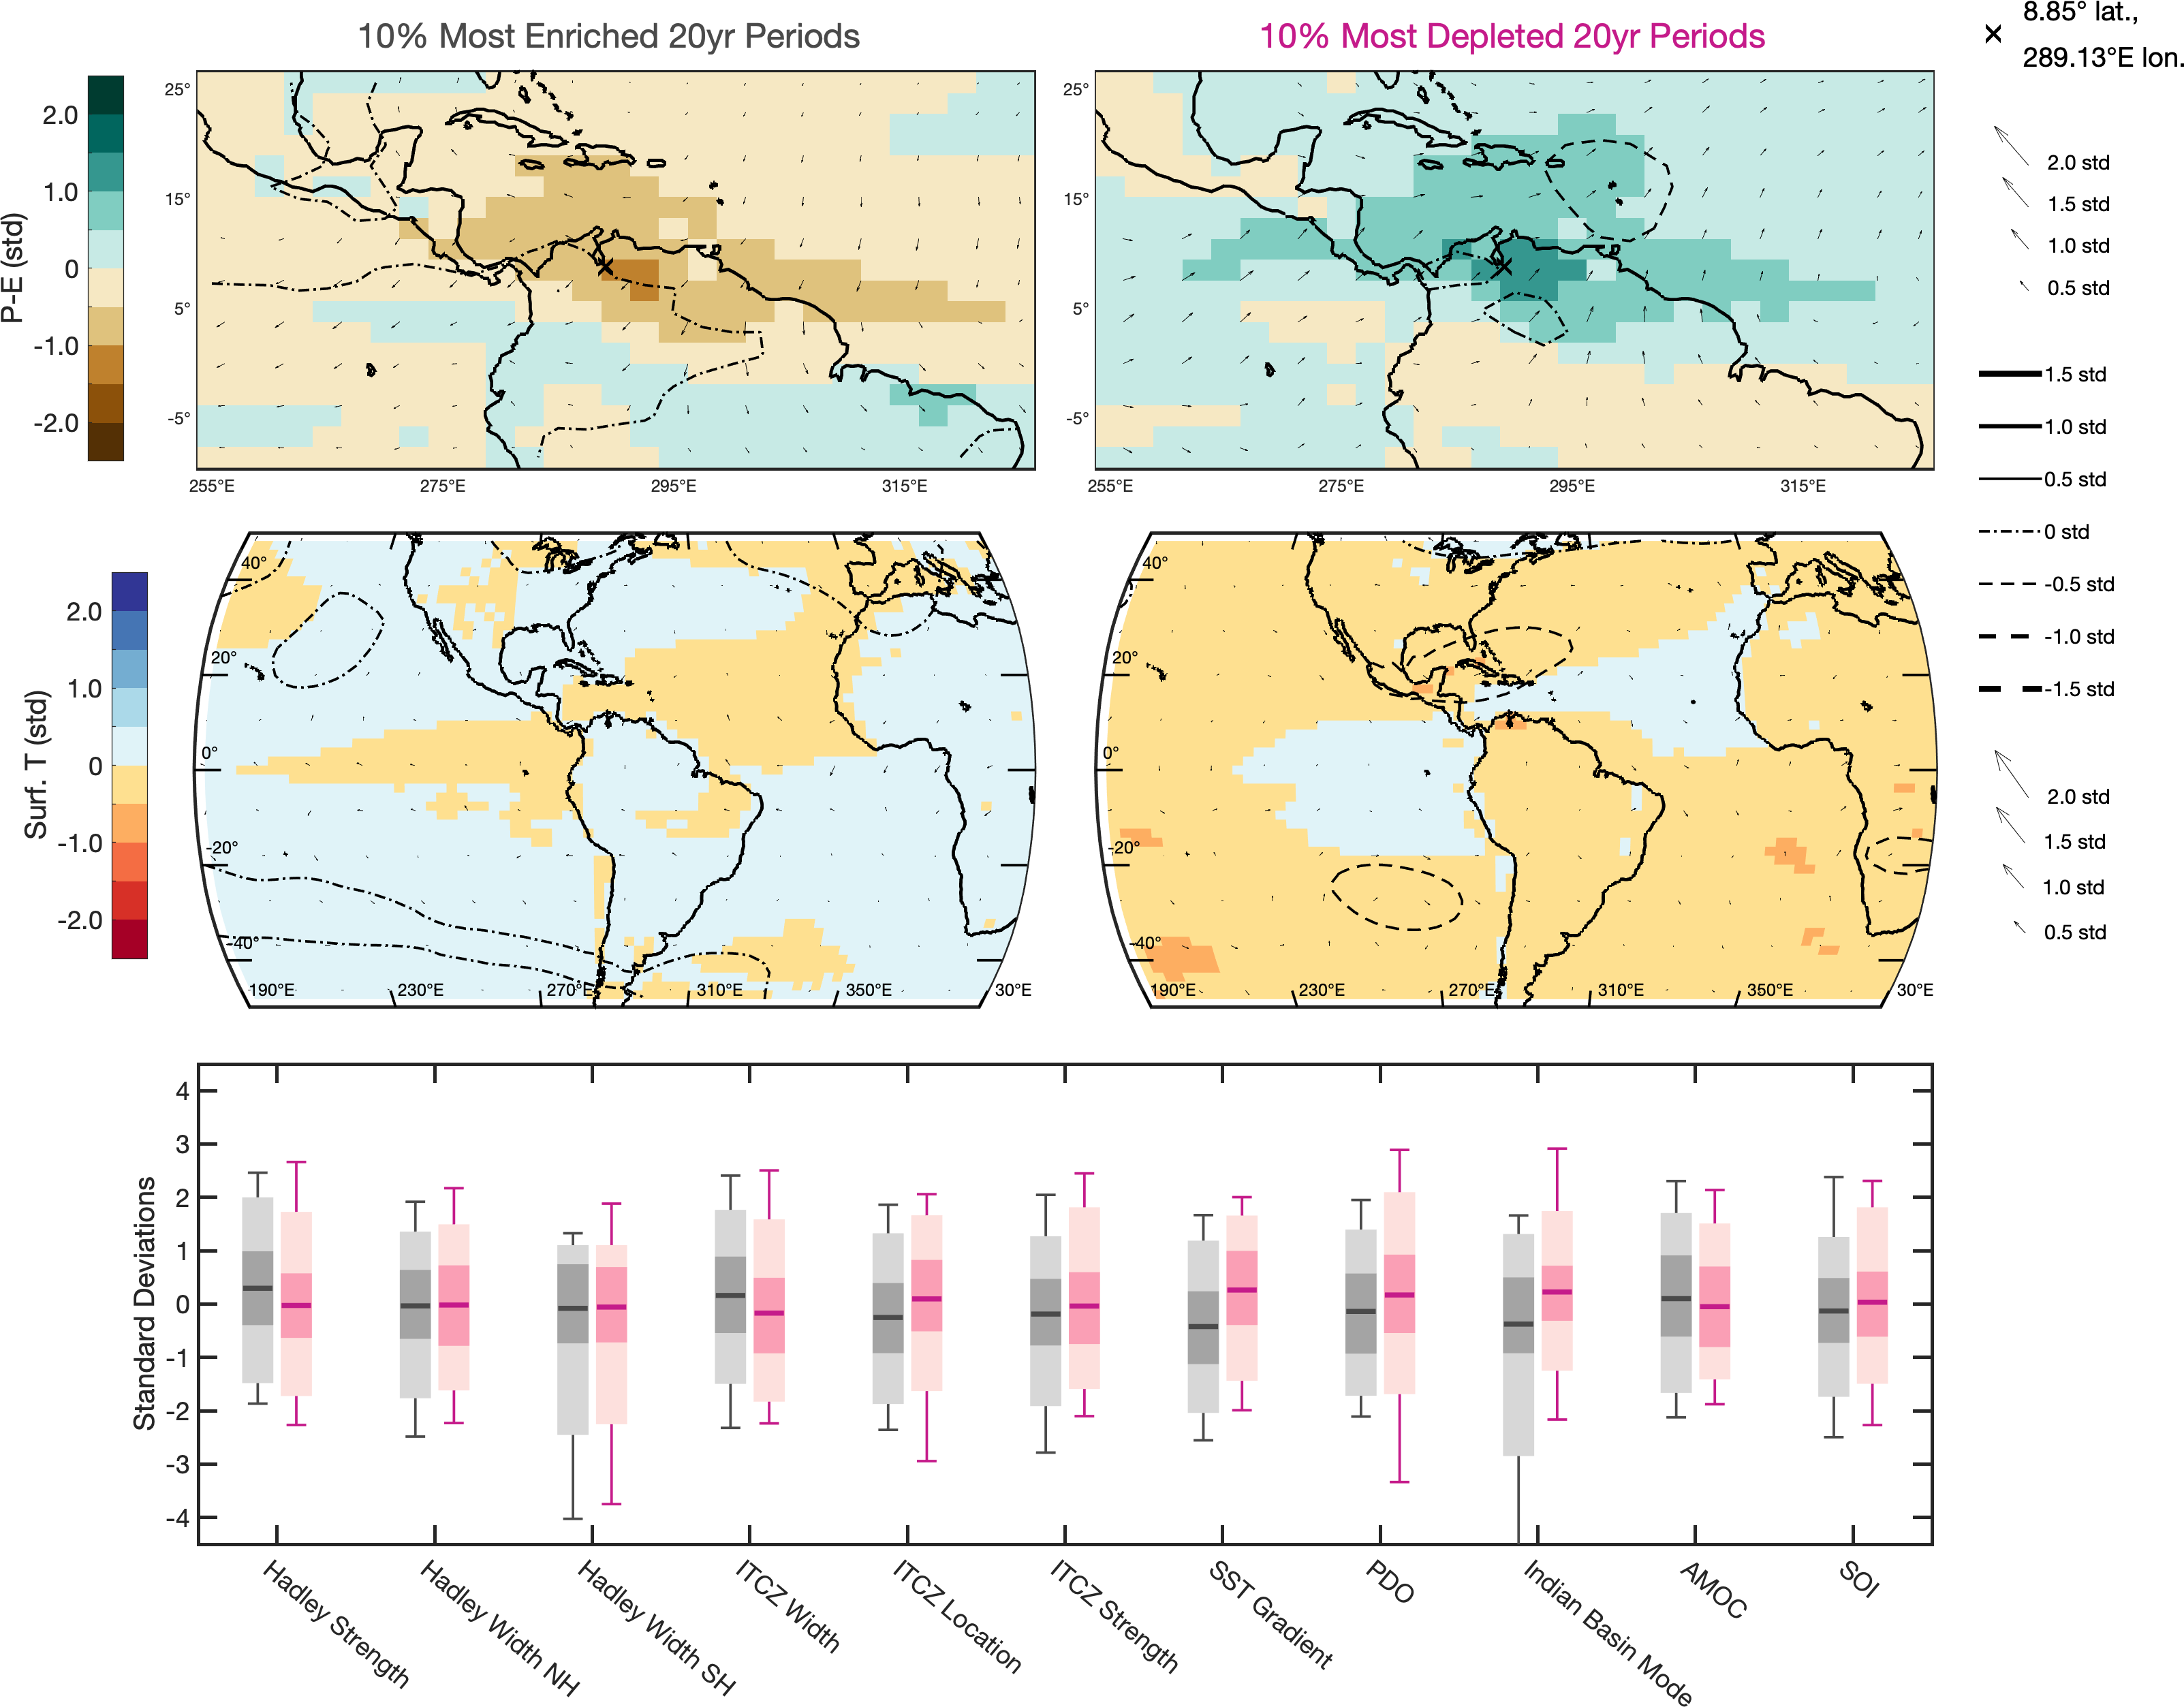 10% Most Enriched 20yr Periods
10% Most Depleted 20yr Periods
8.85° lat.,
289.13°E lon.
P-E (std)
2.0
1.0
0
-1.0
-2.0
25°
15°
5°
-5°
255°E
275°E
295°E
315°E
25°
15°
5°
-5°
255°E
275°E
295°E
315°E
2.0 std
1.5 std
1.0 std
0.5 std
1.5 std
1.0 std
0.5 std
0 std
-0.5 std
-1.0 std
-1.5 std
Surf. T (std)
2.0
1.0
0
-1.0
-2.0
40°
20°
0°
-20°
-40°
190°E
230°E
270°E
310°E
350°E
30°E
40°
20°
0°
-20°
-40°
190°E
230°E
270°E
310°E
350°E
30°E
2.0 std
1.5 std
1.0 std
0.5 std
Standard Deviations
4
3
2
1
0
-1
-2
-3
-4
Hadley Strength
Hadley Width NH
Hadley Width SH
ITCZ Width
ITCZ Location
ITCZ Strength
SST Gradient
PDO
Indian Basin Mode
AMOC
SOI